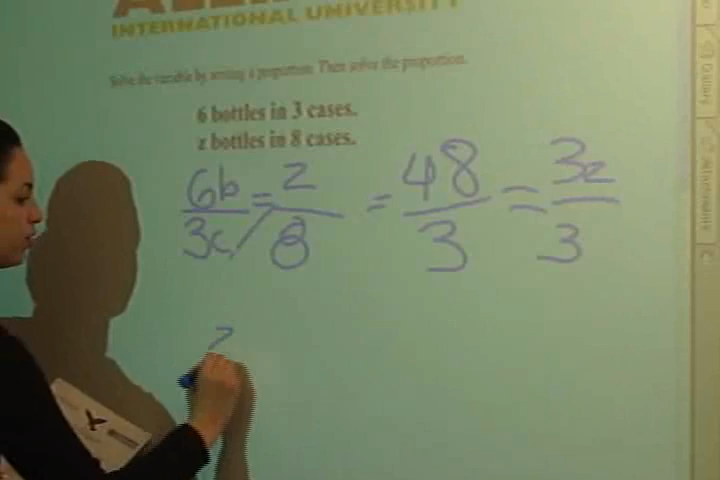 INTERNATIONAL UNIVERSITY
Solve the variable by writing a proportion. Then solve the proportion.
6 bottles in 3 cases.
z bottles in 8 cases.
6b/3c = z/8 = 48/3 = 3z/3
z